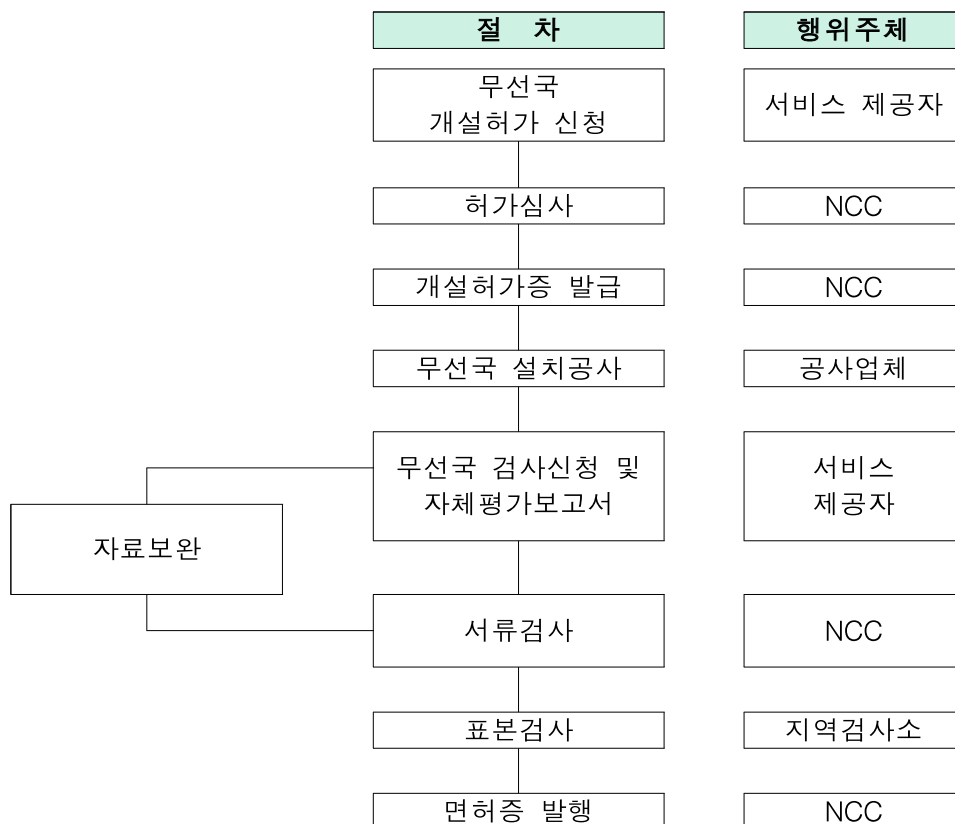 절 차 행위주체
무선국 서비스 제공자
개설허가 신청
허가심사 NCC
개설허가증 발급 NCC
무선국 설치공사 공사업체
무선국 검사신청 및 서비스
자체평가보고서 제공자
자료보완
서류검사 NCC
표본검사 지역검사소
면허증 발행 NCC